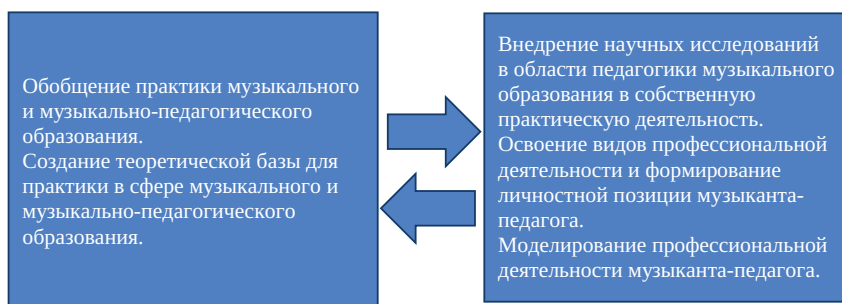 Обобщение практики музыкального
и музыкально-педагогического
образования.
Создание теоретической базы для
практики в сфере музыкального и
музыкально-педагогического
образования.
Внедрение научных исследований
в области педагогики музыкального
образования в собственную
практическую деятельность.
Освоение видов профессиональной
деятельности и формирование
личностной позиции музыканта-
педагога.
Моделирование профессиональной
деятельности музыканта-педагога.